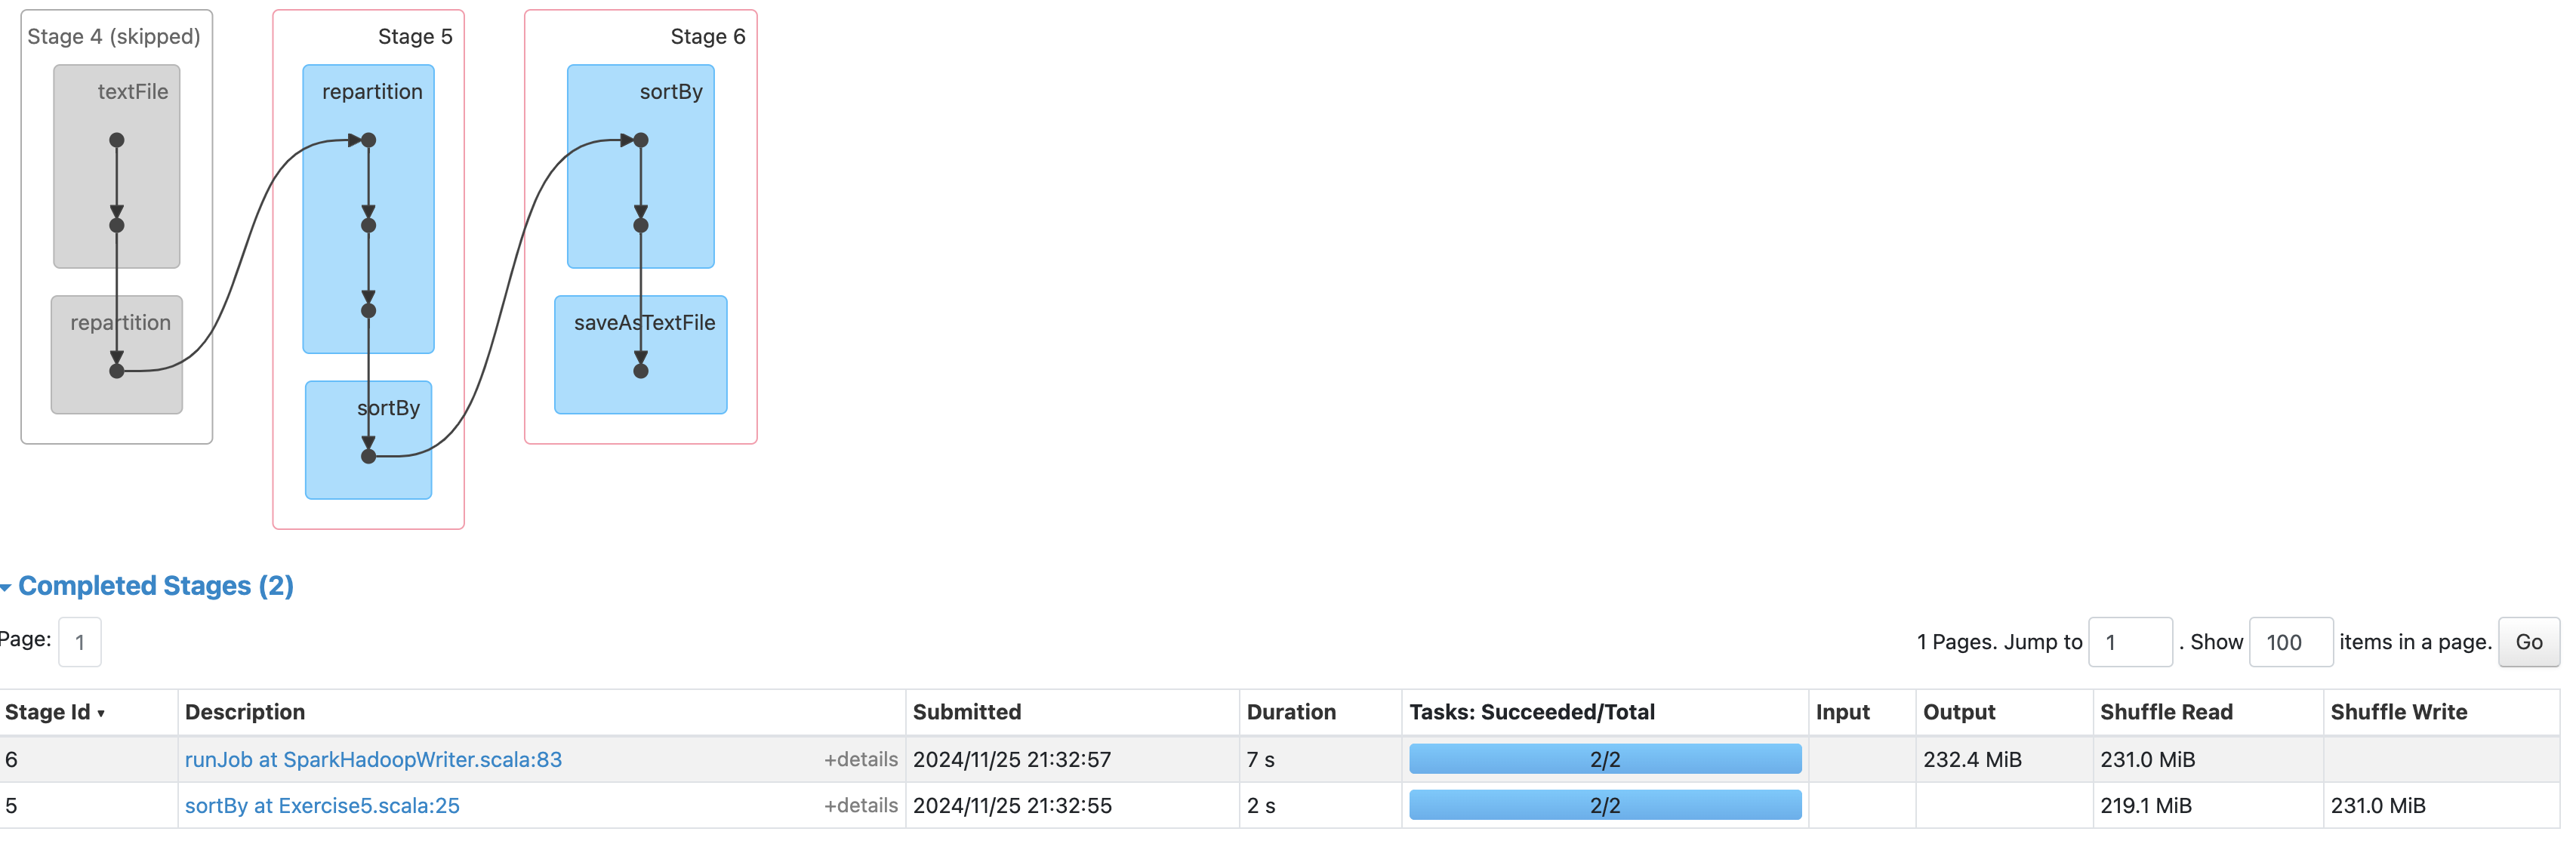 Stage 4 (skipped)
Stage 5
Stage 6
textFile
repartition
repartition
sortBy
sortBy
saveAsTextFile
Completed Stages (2)
Page: 1
1 Pages. Jump to 1 . Show 100 items in a page. Go
Stage Id ▾ Description Submitted Duration Tasks: Succeeded/Total Input Output Shuffle Read Shuffle Write
6 runJob at SparkHadoopWriter.scala:83 +details 2024/11/25 21:32:57 7 s 2/2 232.4 MiB 231.0 MiB
5 sortBy at Exercise5.scala:25 +details 2024/11/25 21:32:55 2 s 2/2 219.1 MiB 231.0 MiB